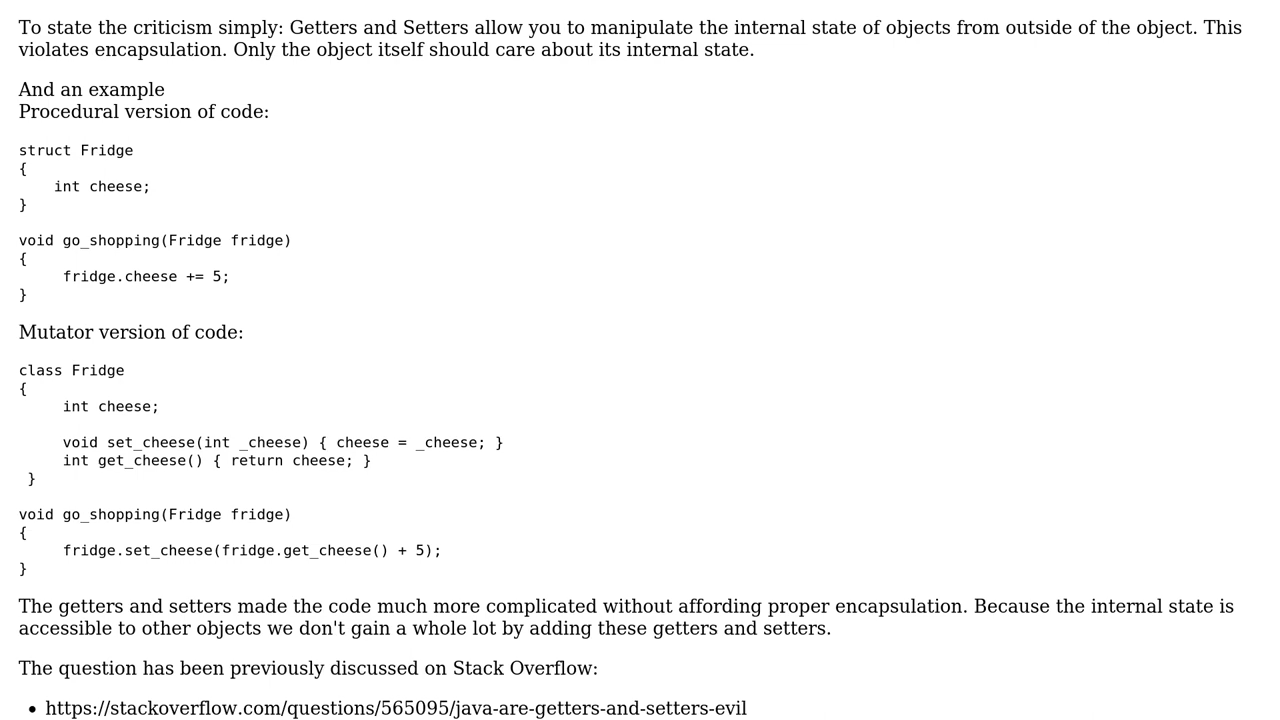 To state the criticism simply: Getters and Setters allow you to manipulate the internal state of objects from outside of the object. This
violates encapsulation. Only the object itself should care about its internal state.
And an example
Procedural version of code:
struct Fridge
{
    int cheese;
}
void go_shopping(Fridge fridge)
{
     fridge.cheese += 5;
}
Mutator version of code:
class Fridge
{
     int cheese;
     void set_cheese(int _cheese) { cheese = _cheese; }
     int get_cheese() { return cheese; }
 }
void go_shopping(Fridge fridge)
{
     fridge.set_cheese(fridge.get_cheese() + 5);
}
The getters and setters made the code much more complicated without affording proper encapsulation. Because the internal state is
accessible to other objects we don't gain a whole lot by adding these getters and setters.
The question has been previously discussed on Stack Overflow:
• https://stackoverflow.com/questions/565095/java-are-getters-and-setters-evil